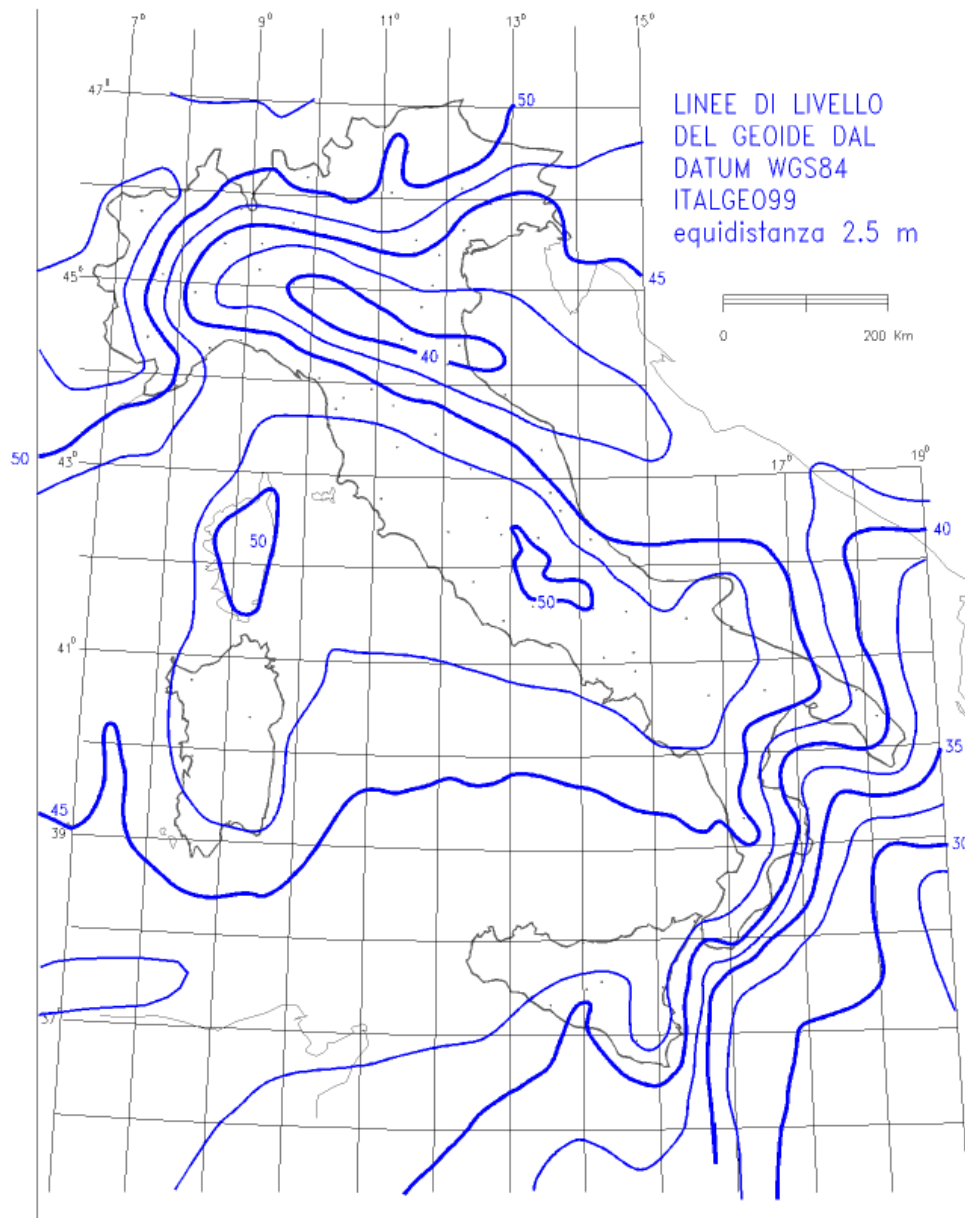 7° 9° 11° 13° 15°
47°
50
LINEE DI LIVELLO
DEL GEOIDE DAL
DATUM WGS84
ITALGEO99
equidistanza 2.5 m
45° 45
0 200 Km
40
50 43° 17° 19°
40
50
50
41°
35
45
39
30
37°